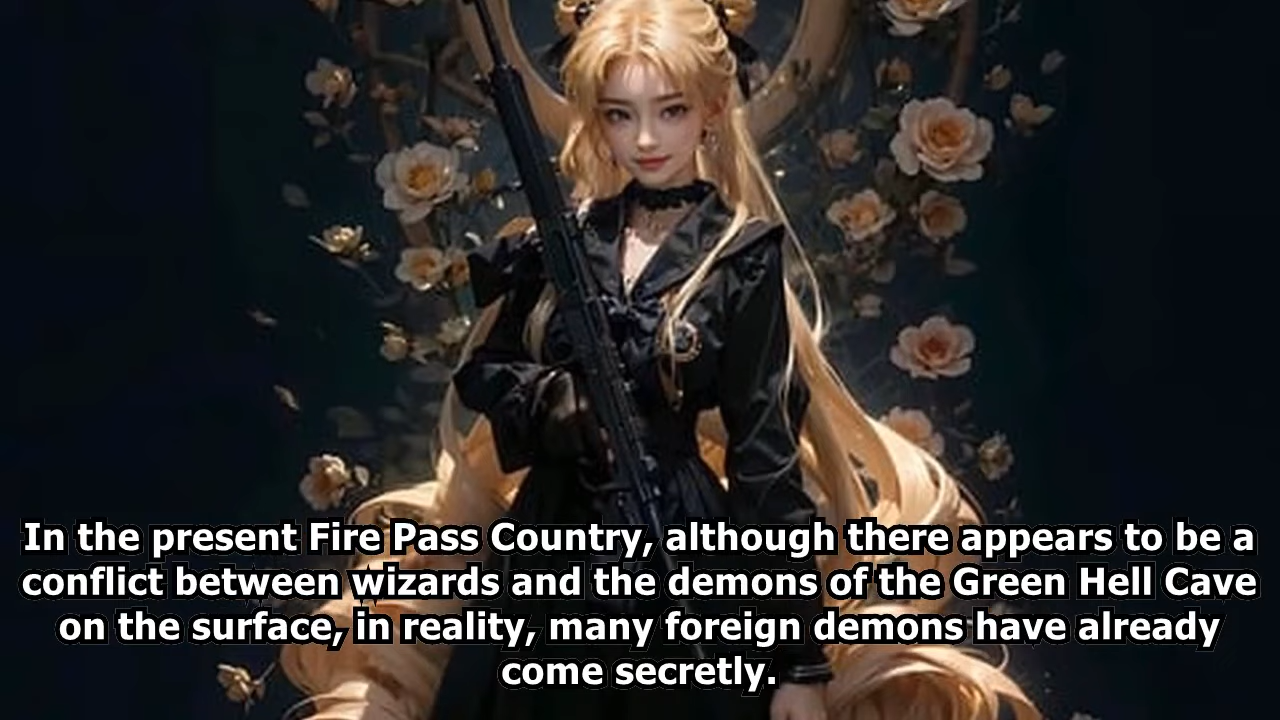 In the present Fire Pass Country, although there appears to be a
conflict between wizards and the demons of the Green Hell Cave
on the surface, in reality, many foreign demons have already
come secretly.